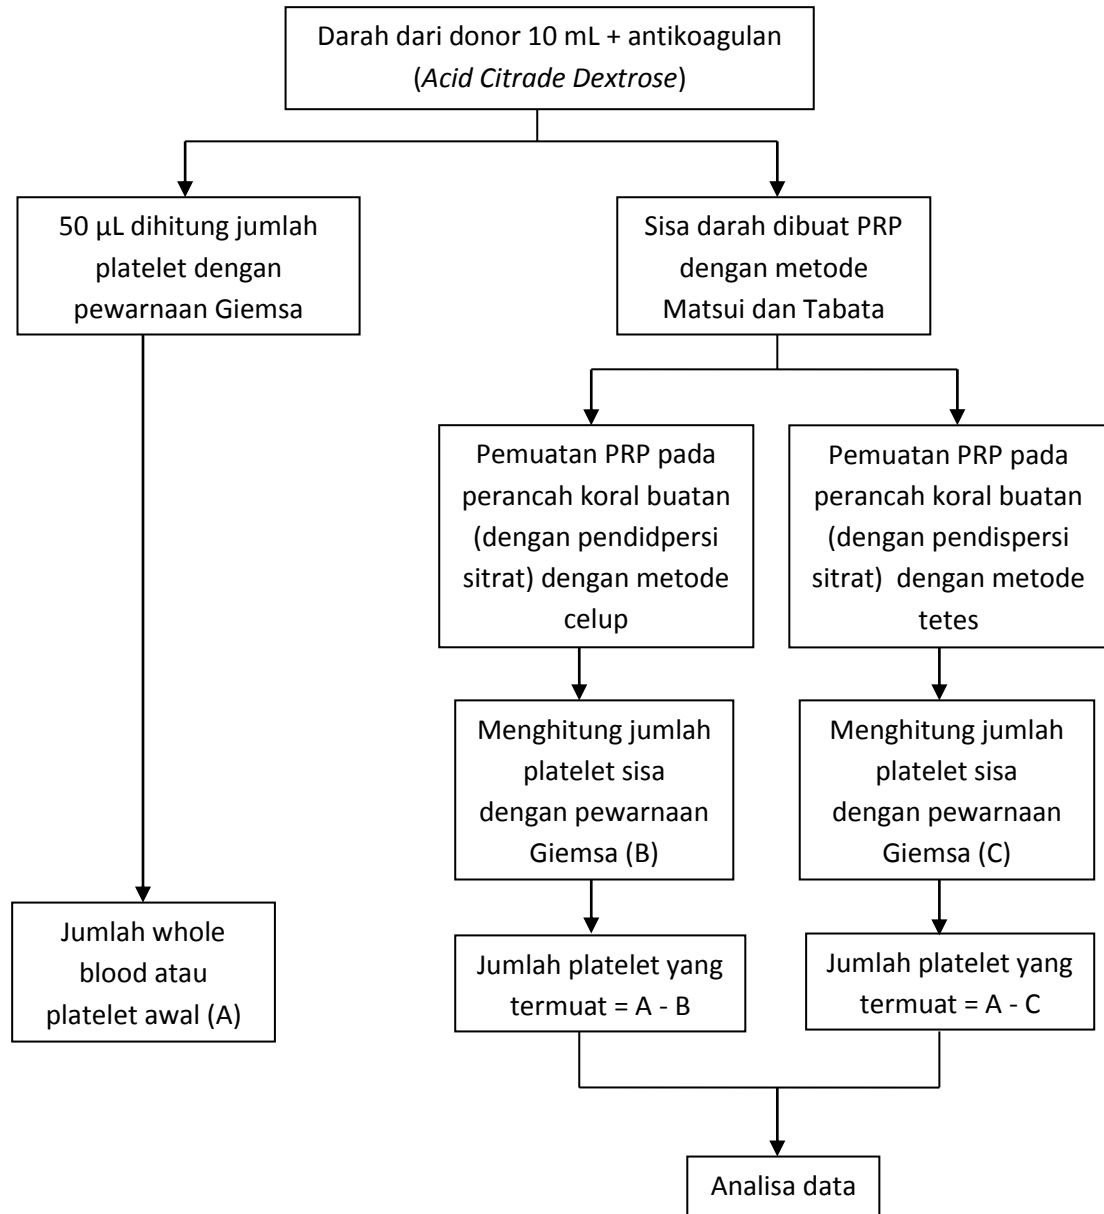 Darah dari donor 10 mL + antikoagulan
(Acid Citrade Dextrose)
50 µL dihitung jumlah
platelet dengan
pewarnaan Giemsa
Sisa darah dibuat PRP
dengan metode
Matsui dan Tabata
Pemuatan PRP pada
perancah koral buatan
(dengan pendidpersi
sitrat) dengan metode
celup
Pemuatan PRP pada
perancah koral buatan
(dengan pendispersi
sitrat) dengan metode
tetes
Menghitung jumlah
platelet sisa
dengan pewarnaan
Giemsa (B)
Menghitung jumlah
platelet sisa
dengan pewarnaan
Giemsa (C)
Jumlah whole
blood atau
platelet awal (A)
Jumlah platelet yang
termuat = A - B
Jumlah platelet yang
termuat = A - C
Analisa data